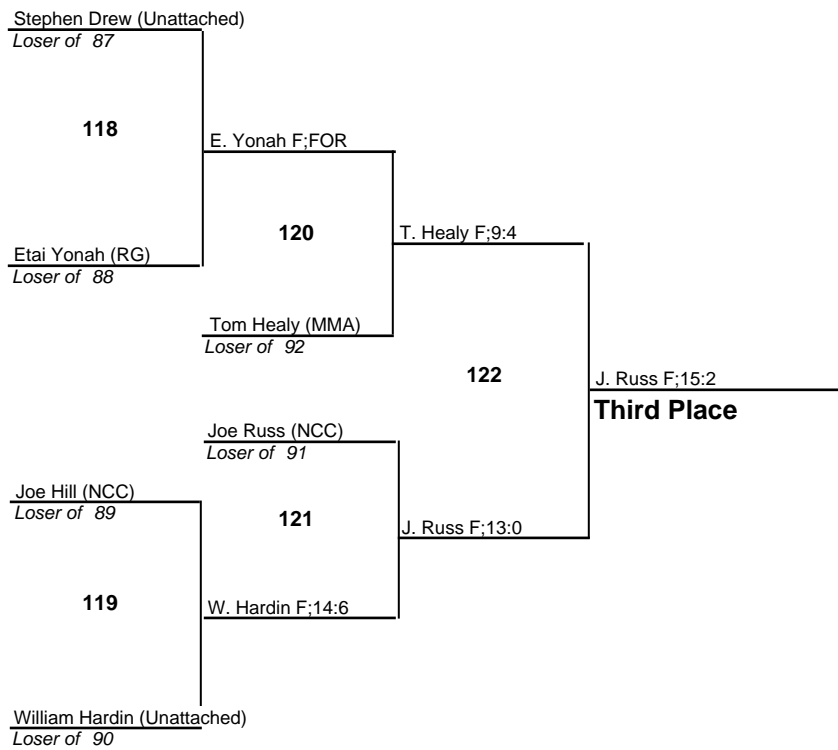 Stephen Drew (Unattached)
Loser of 87
118
E. Yonah F;FOR
Etai Yonah (RG)
Loser of 88
120
T. Healy F;9:4
Tom Healy (MMA)
Loser of 92
122
J. Russ F;15:2
Third Place
Joe Russ (NCC)
Loser of 91
Joe Hill (NCC)
Loser of 89
121
J. Russ F;13:0
119
W. Hardin F;14:6
William Hardin (Unattached)
Loser of 90